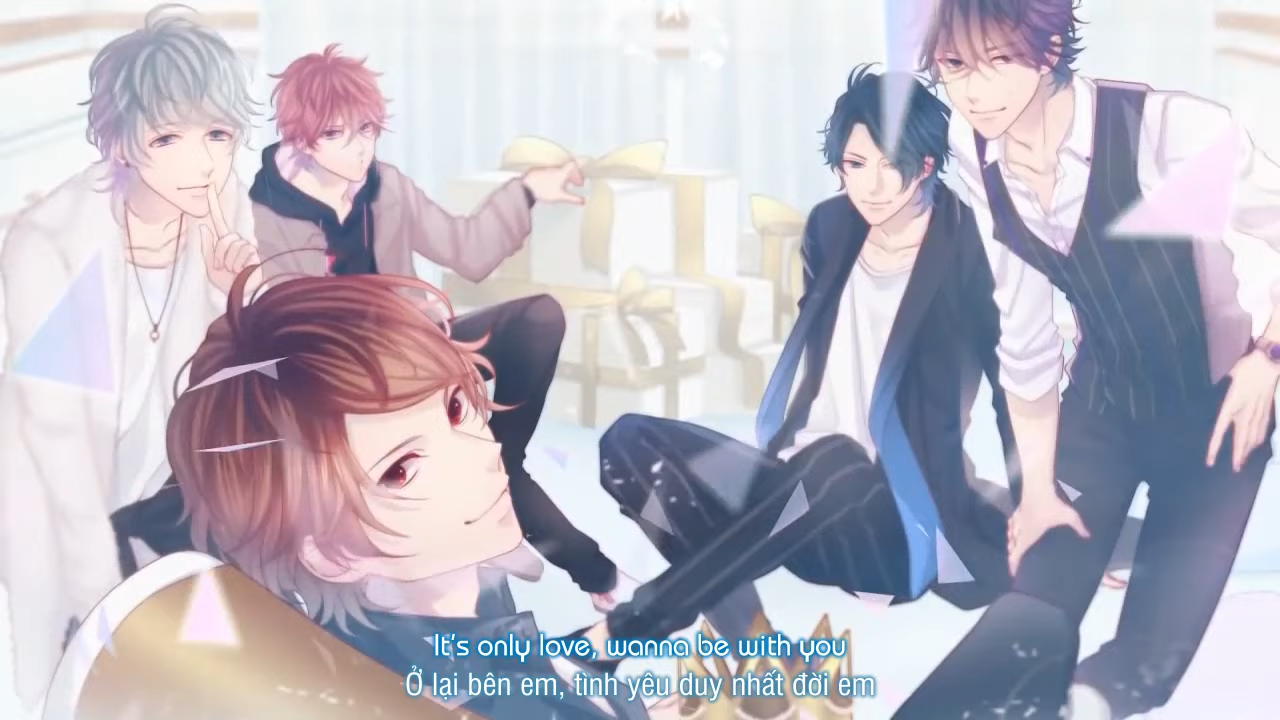 It's only love, wanna be with you
Ở lại bên em, tình yêu duy nhất đời em